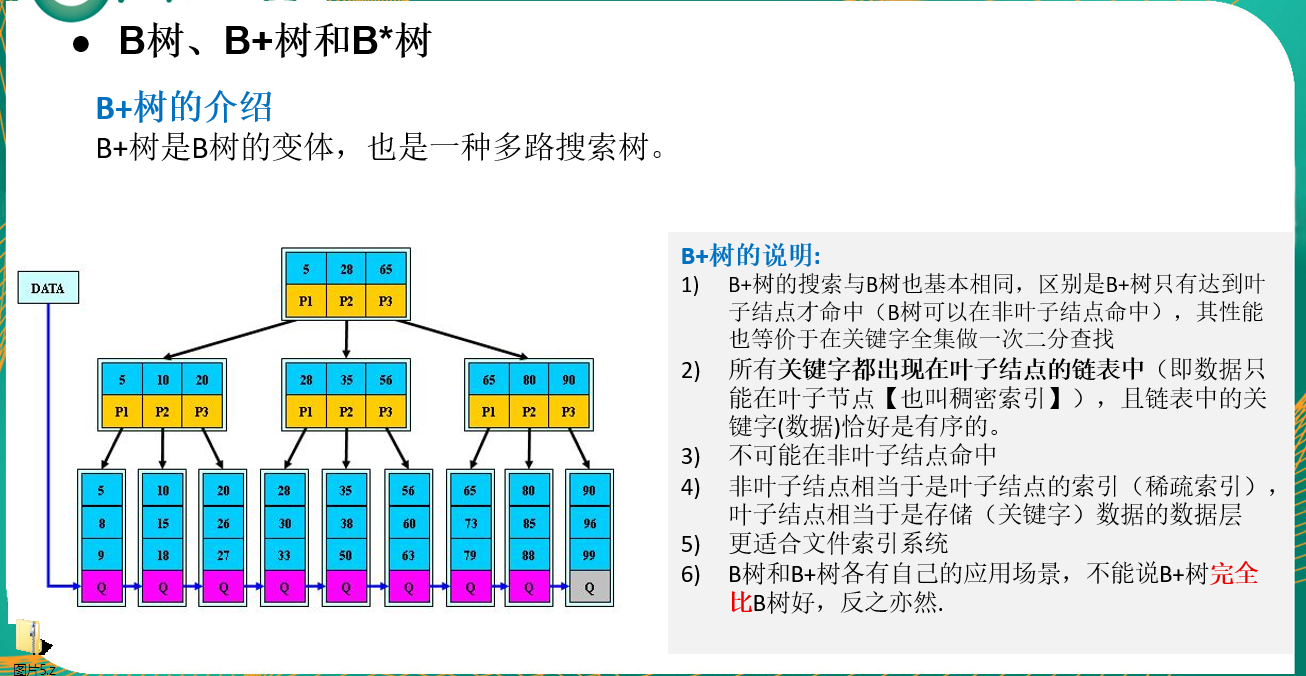 ● B树、B+树和B*树
B+树的介绍
B+树是B树的变体，也是一种多路搜索树。
DATA
5 28 65
P1 P2 P3
5 10 20
P1 P2 P3
28 35 56
P1 P2 P3
65 80 90
P1 P2 P3
5 10 20 28 35 56 65 80 90
8 15 26 30 38 60 73 85 96
9 18 27 33 50 63 79 88 99
Q Q Q Q Q Q Q Q Q
B+树的说明:
1) B+树的搜索与B树也基本相同，区别是B+树只有达到叶
子结点才命中（B树可以在非叶子结点命中），其性能
也等价于在关键字全集做一次二分查找
2) 所有关键字都出现在叶子结点的链表中（即数据只
能在叶子节点【也叫稠密索引】），且链表中的关
键字(数据)恰好是有序的。
3) 不可能在非叶子结点命中
4) 非叶子结点相当于是叶子结点的索引（稀疏索引），
叶子结点相当于是存储（关键字）数据的数据层
5) 更适合文件索引系统
6) B树和B+树各有自己的应用场景，不能说B+树完全
比B树好，反之亦然.
图片5.z